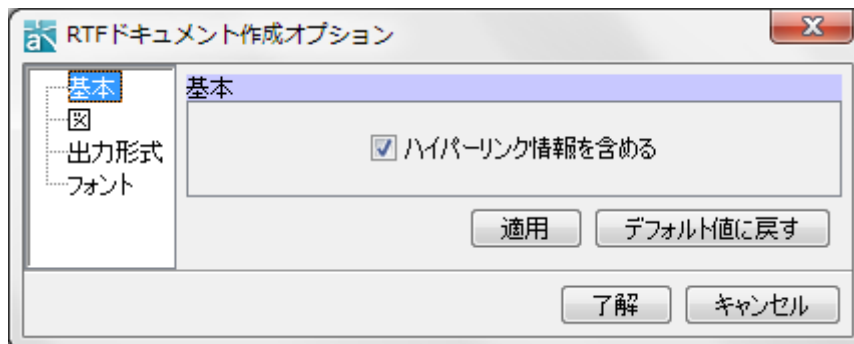 RTFドキュメント作成オプション
基本
図
出力形式
フォント
基本
ハイパーリンク情報を含める
適用 デフォルト値に戻す
了解 キャンセル